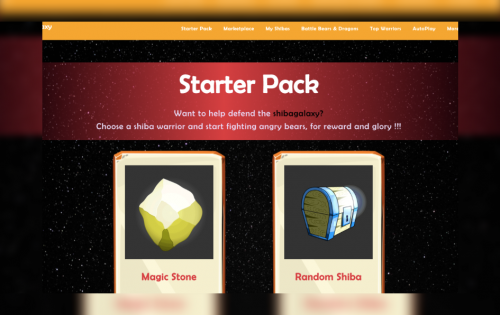 axy Starter Pack Marketplace My Shibas Battle Bears & Dragons Top Warriors AutoPlay More
Starter Pack
Want to help defend the shibagalaxy?
Choose a shiba warrior and start fighting angry bears, for reward and glory !!!
Magic Stone Random Shiba